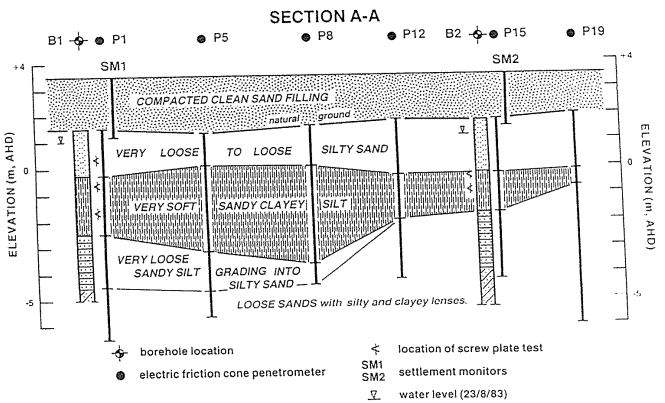 SECTION A-A
B1 P1 P5 P8 P12 B2 P15 P19
+4 SM1 SM2 +4
COMPACTED CLEAN SAND FILLING
natural ground
VERY LOOSE TO LOOSE SILTY SAND
0 0
VERY SOFT SANDY CLAYEY SILT
ELEVATION (m, AHD)
ELEVATION (m, AHD)
VERY LOOSE
SANDY SILT GRADING INTO
SILTY SAND
-5 -5
LOOSE SANDS with silty and clayey lenses.
borehole location
electric friction cone penetrometer
location of screw plate test
SM1
SM2 settlement monitors
water level (23/8/83)